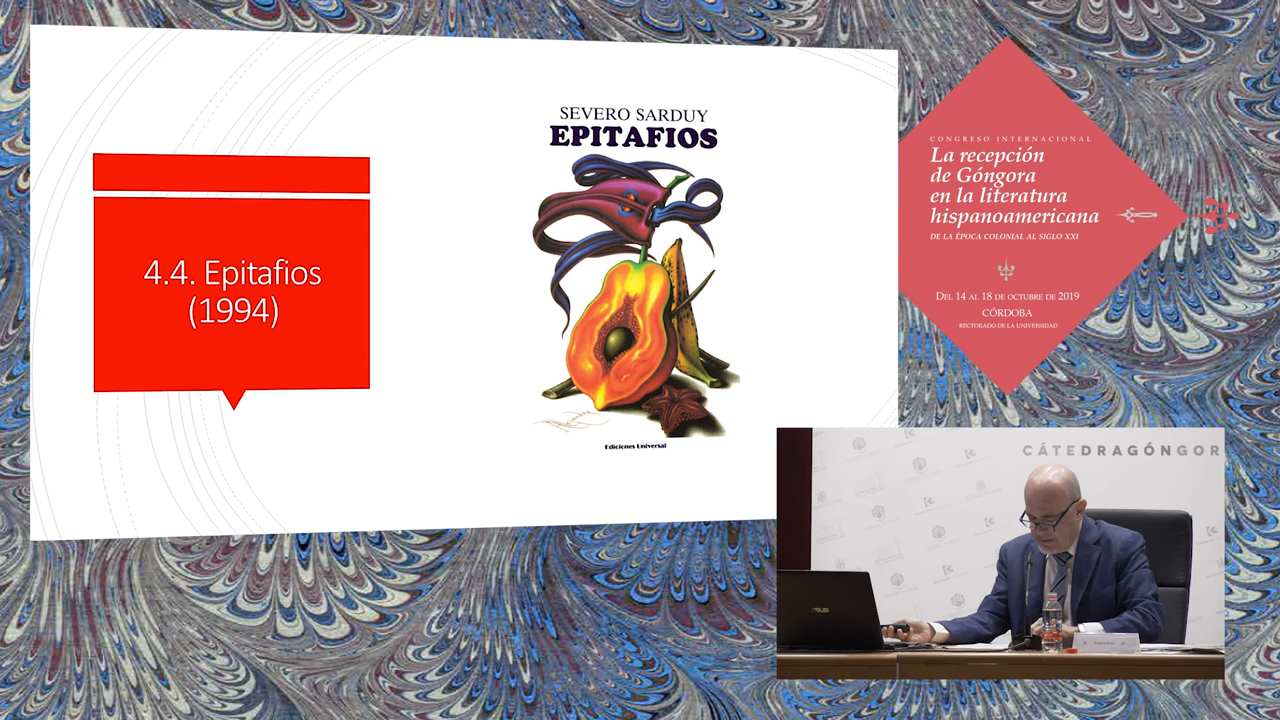 4.4. Epitafios
(1994)
SEVERO SARDUY
EPITAFIOS
Ediciones Universal
CONGRESO INTERNACIONAL
La recepción
de Góngora
en la literatura
hispanoamericana
DE LA ÉPOCA COLONIAL AL SIGLO XXI
DEL 14 AL 18 DE OCTUBRE DE 2019
CÓRDOBA
RECTORADO DE LA UNIVERSIDAD
CÁTEDRAGÓNGOR
ASUS